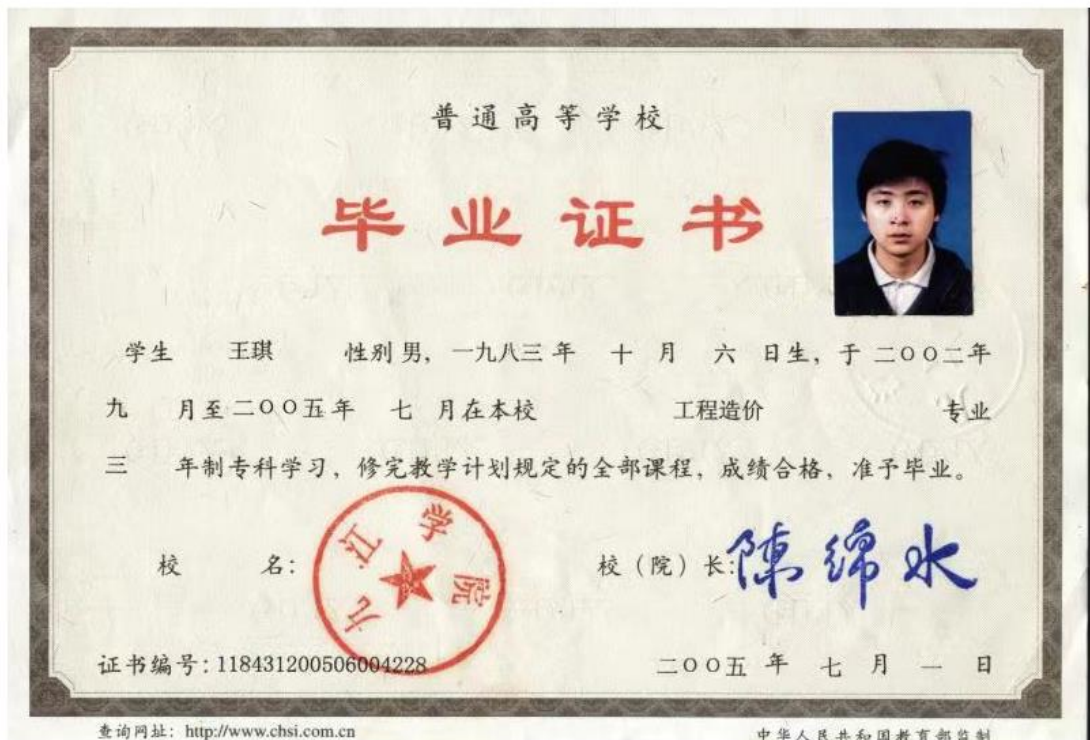 普通高等学校
毕业证书
学生 王琪 性别 男, 一九八三 年 十 月 六 日生, 于 二〇〇二年
九 月至 二〇〇五 年 七 月在本校 工程造价 专业
三 年制专科学习, 修完教学计划规定的全部课程, 成绩合格, 准予毕业。
校 名:
九江学院
校(院)长: 陈绵水
证书编号: 118431200506004228
二〇〇五 年 七 月 一 日
查询网址: http://www.chsi.com.cn
中华人民共和国教育部监制